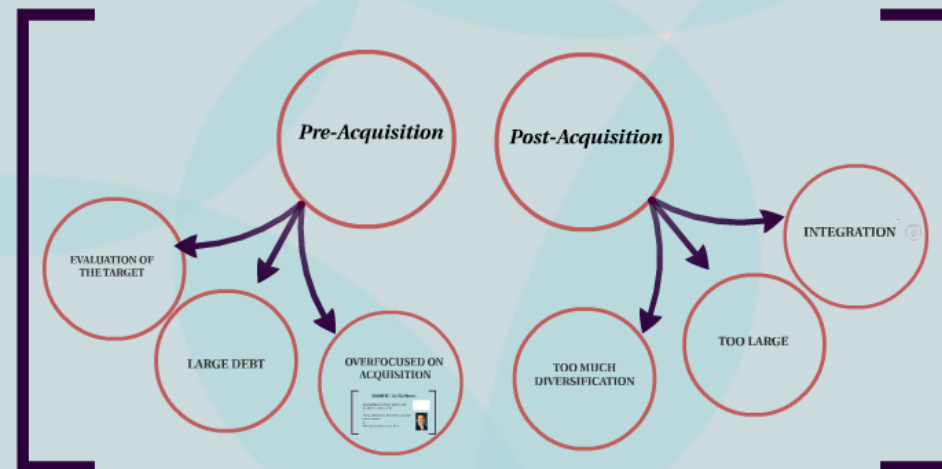 Pre-Acquisition
Post-Acquisition
EVALUATION OF
THE TARGET
LARGE DEBT
OVERFOCUSED ON
ACQUISITION
TOO MUCH
DIVERSIFICATION
TOO LARGE
INTEGRATION